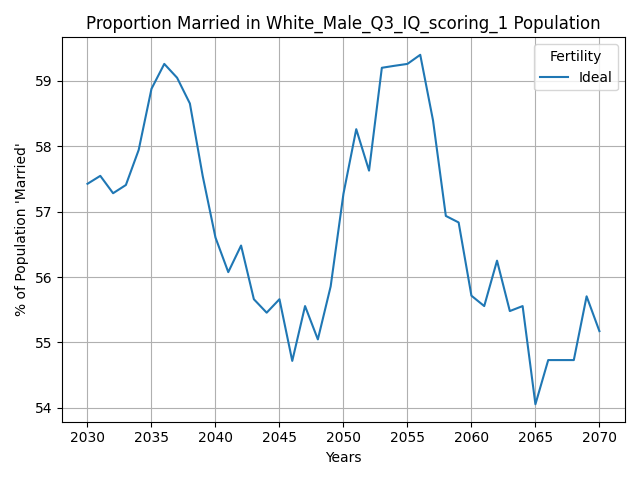 Proportion Married in White_Male_Q3_IQ_scoring_1 Population
Fertility
Ideal
% of Population 'Married'
59
58
57
56
55
54
2030 2035 2040 2045 2050 2055 2060 2065 2070
Years